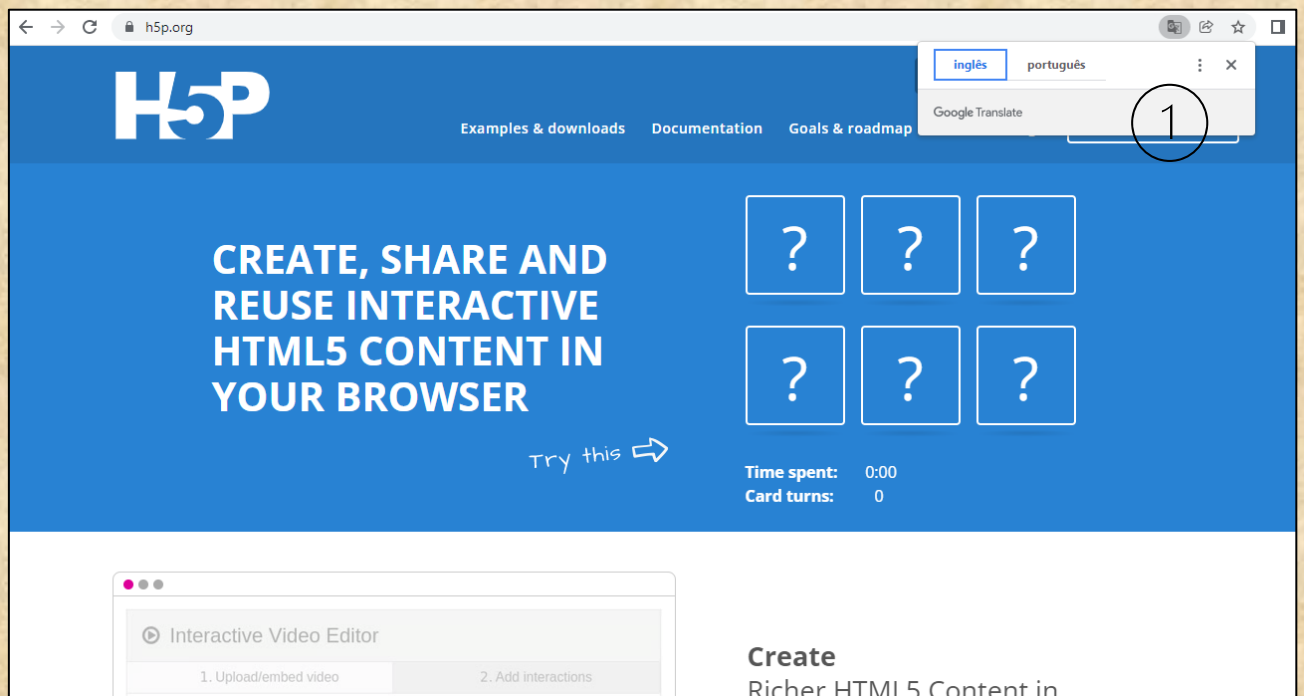 h5p.org
inglês português
Google Translate
1
H5P
Examples & downloads Documentation Goals & roadmap
CREATE, SHARE AND
REUSE INTERACTIVE
HTML5 CONTENT IN
YOUR BROWSER
Try this
? ? ?
? ? ?
Time spent: 0:00
Card turns: 0
Interactive Video Editor
1. Upload/embed video 2. Add interactions
Create
Richer HTML5 Content in